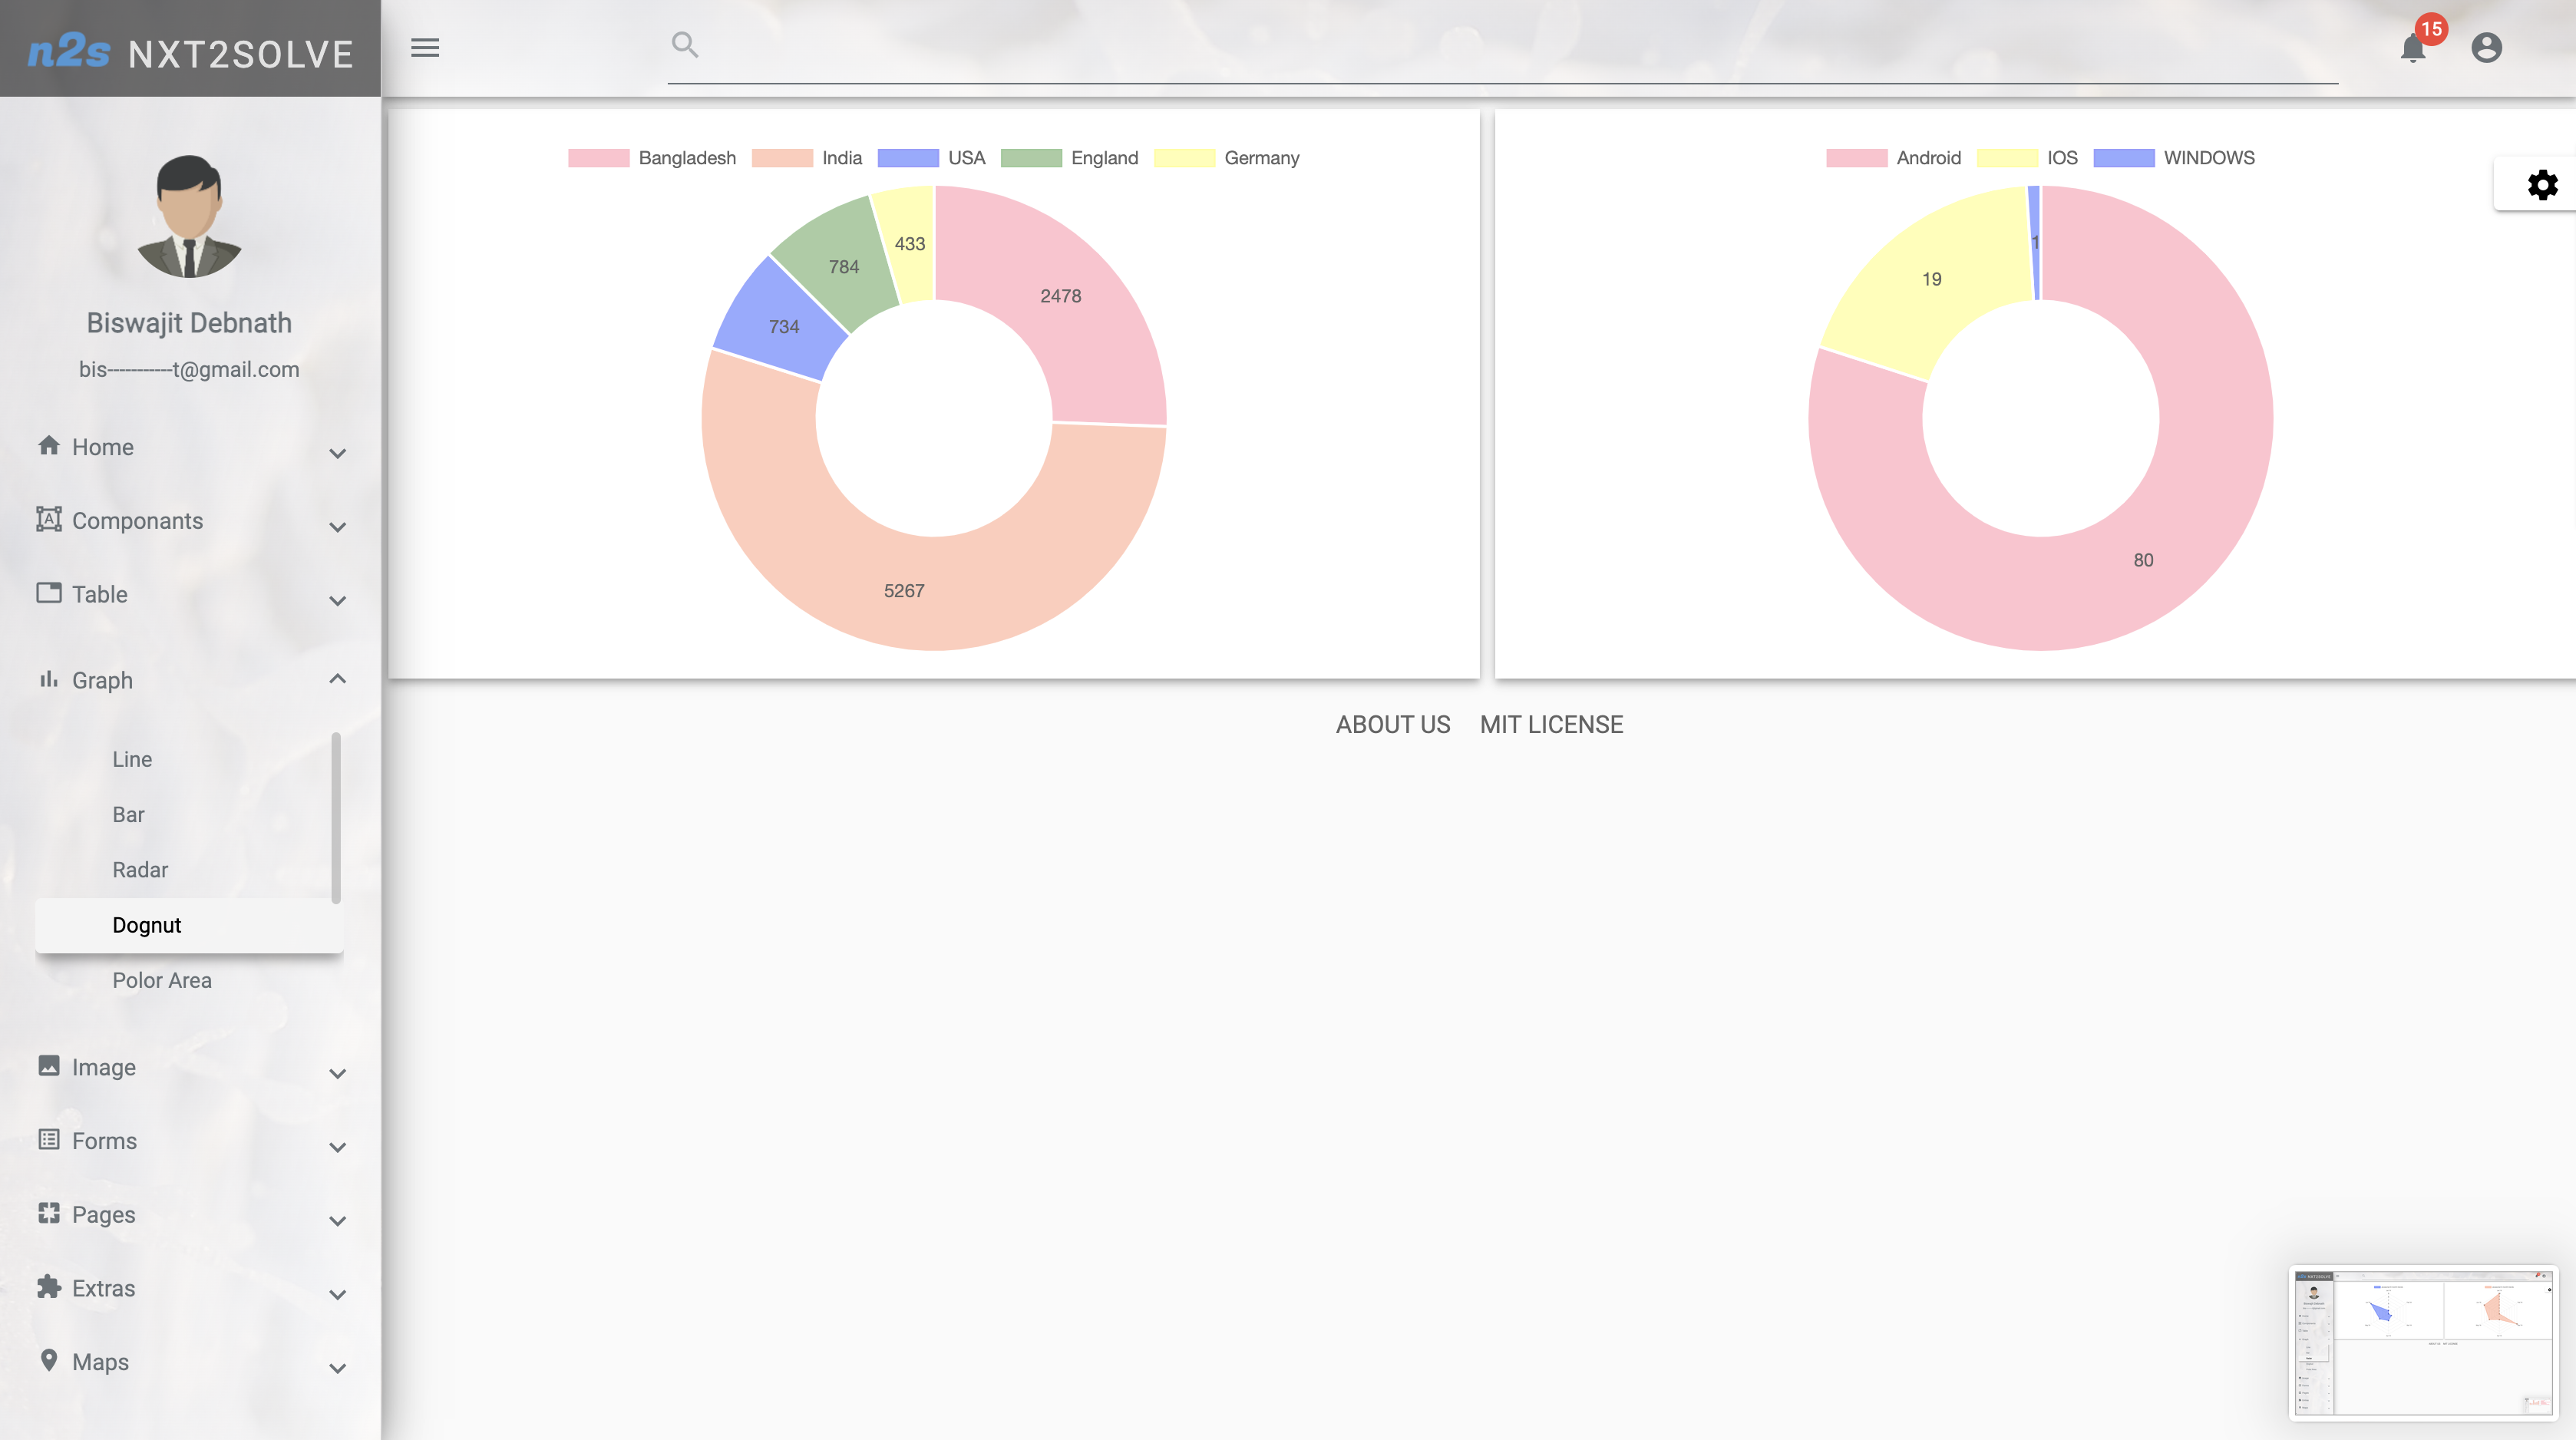 n2s NXT2SOLVE
15
Biswajit Debnath
bis-----------t@gmail.com
Home
Componants
Table
Graph
Line
Bar
Radar
Dognut
Polor Area
Image
Forms
Pages
Extras
Maps
Bangladesh India USA England Germany
433
784
2478
734
5267
Android IOS WINDOWS
1
19
80
ABOUT US MIT LICENSE